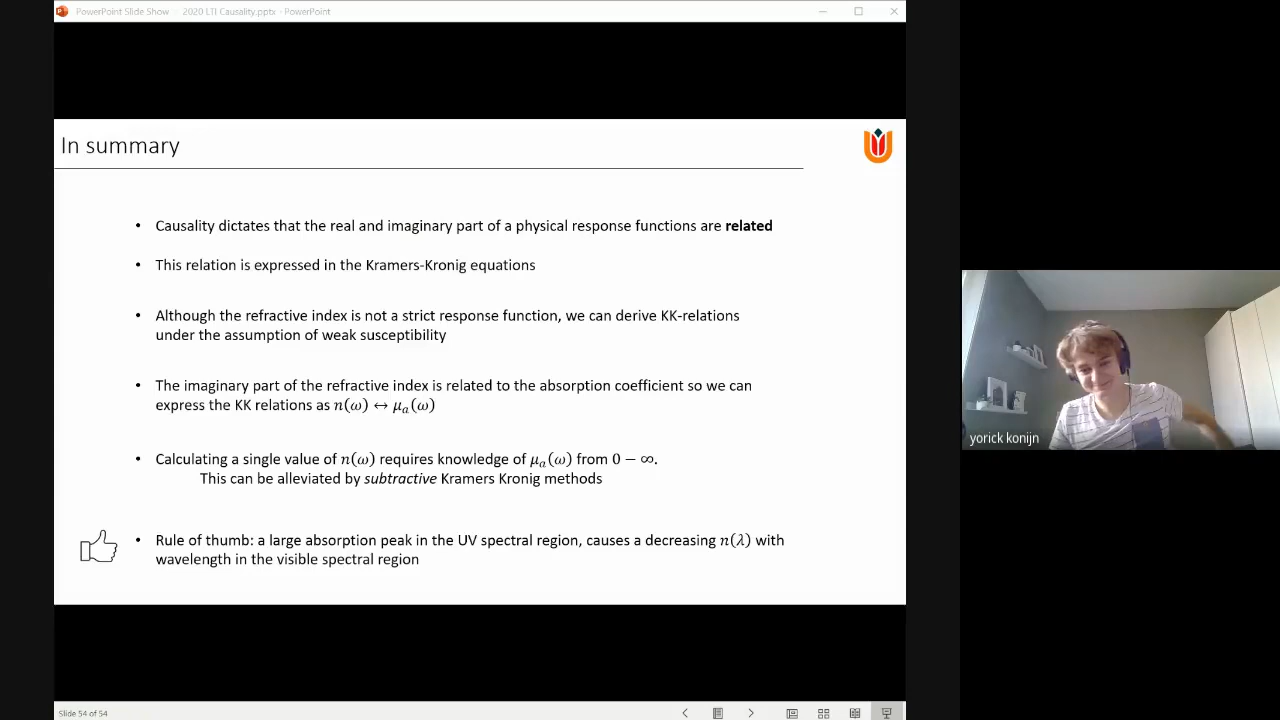 PowerPoint Slide Show - 2020 LTI Causality.pptx - PowerPoint
In summary
• Causality dictates that the real and imaginary part of a physical response functions are related
• This relation is expressed in the Kramers-Kronig equations
• Although the refractive index is not a strict response function, we can derive KK-relations
under the assumption of weak susceptibility
• The imaginary part of the refractive index is related to the absorption coefficient so we can
express the KK relations as n(ω) ↔ μₐ(ω)
• Calculating a single value of n(ω) requires knowledge of μₐ(ω) from 0 − ∞.
This can be alleviated by subtractive Kramers Kronig methods
• Rule of thumb: a large absorption peak in the UV spectral region, causes a decreasing n(λ) with
wavelength in the visible spectral region
yorick konijn
Slide 54 of 54